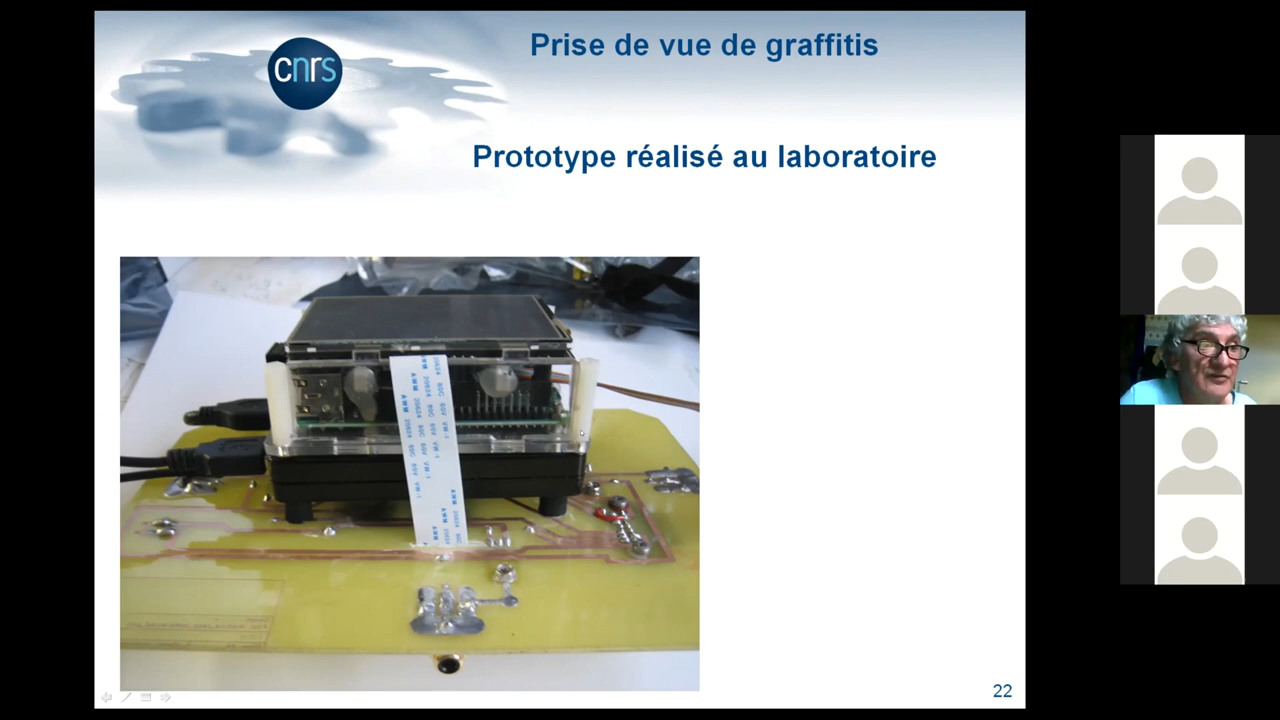 cnrs
Prise de vue de graffitis
Prototype réalisé au laboratoire
22